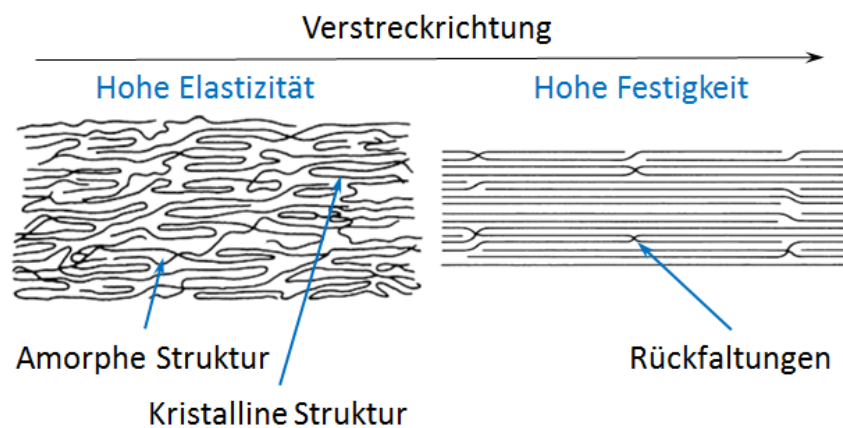 Verstreckrichtung
Hohe Elastizität
Hohe Festigkeit
Amorphe Struktur
Rückfaltungen
Kristalline Struktur